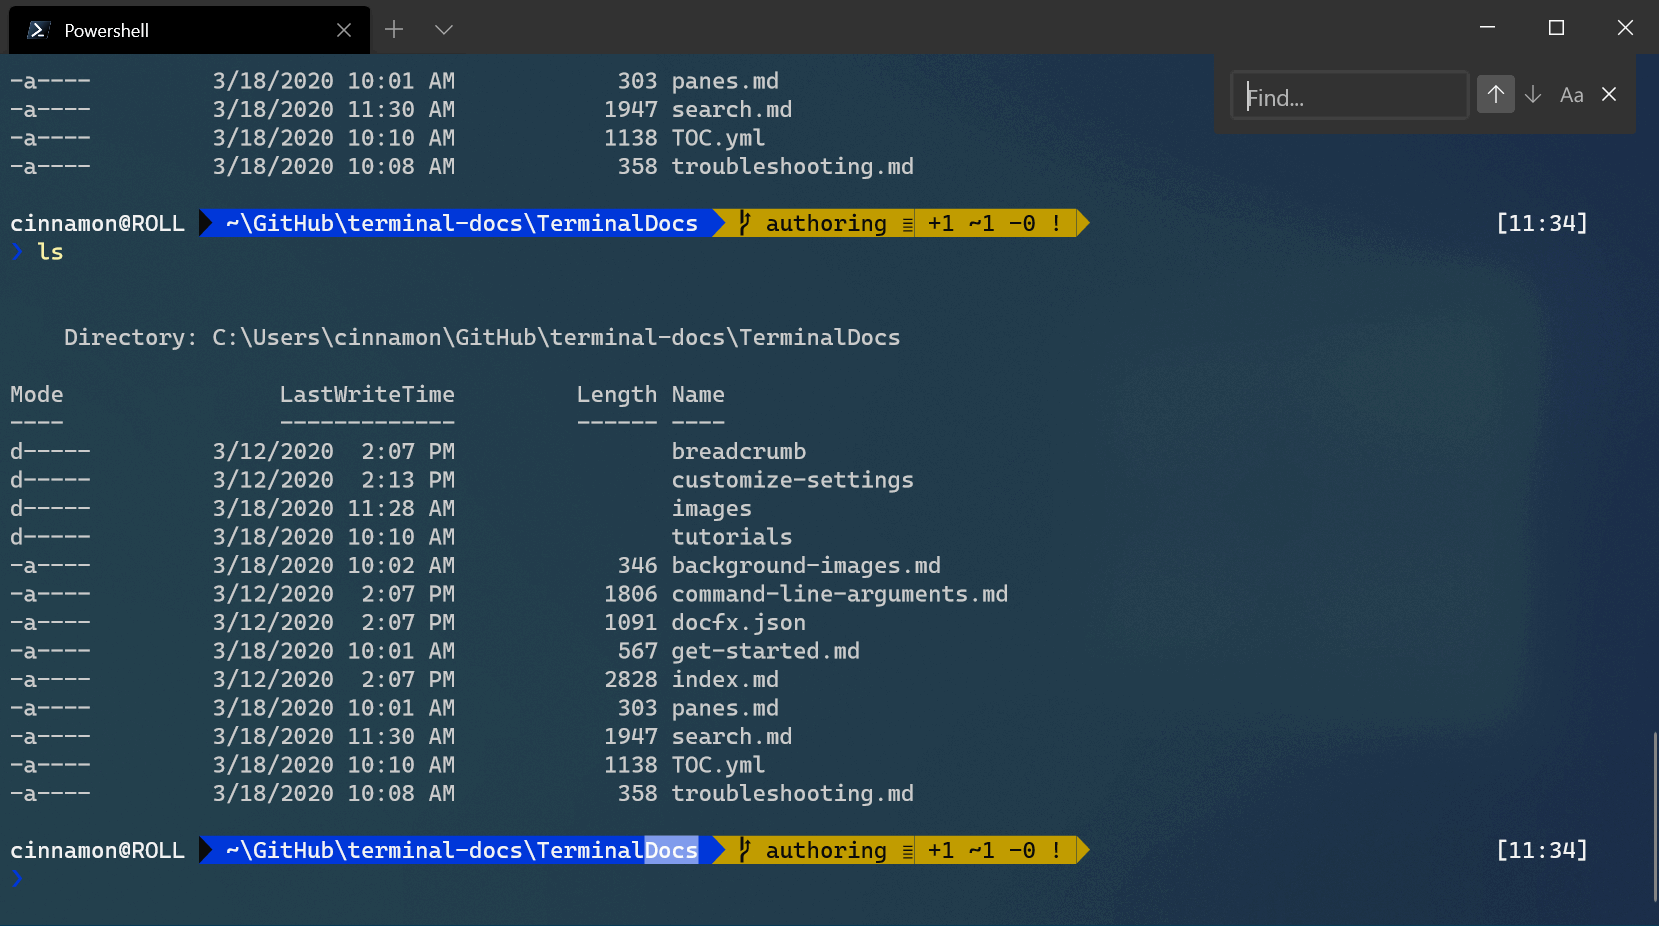 Powershell
Find... Aa
-a----         3/18/2020 10:01 AM            303 panes.md
-a----         3/18/2020 11:30 AM           1947 search.md
-a----         3/18/2020 10:10 AM           1138 TOC.yml
-a----         3/18/2020 10:08 AM            358 troubleshooting.md
cinnamon@ROLL ~\GitHub\terminal-docs\TerminalDocs authoring ≡ +1 ~1 -0 ! [11:34]
❯ ls
    Directory: C:\Users\cinnamon\GitHub\terminal-docs\TerminalDocs
Mode                LastWriteTime         Length Name
----                -------------         ------ ----
d-----         3/12/2020  2:07 PM                breadcrumb
d-----         3/12/2020  2:13 PM                customize-settings
d-----         3/18/2020 11:28 AM                images
d-----         3/18/2020 10:10 AM                tutorials
-a----         3/18/2020 10:02 AM            346 background-images.md
-a----         3/12/2020  2:07 PM           1806 command-line-arguments.md
-a----         3/12/2020  2:07 PM           1091 docfx.json
-a----         3/18/2020 10:01 AM            567 get-started.md
-a----         3/12/2020  2:07 PM           2828 index.md
-a----         3/18/2020 10:01 AM            303 panes.md
-a----         3/18/2020 11:30 AM           1947 search.md
-a----         3/18/2020 10:10 AM           1138 TOC.yml
-a----         3/18/2020 10:08 AM            358 troubleshooting.md
cinnamon@ROLL ~\GitHub\terminal-docs\TerminalDocs authoring ≡ +1 ~1 -0 ! [11:34]
❯